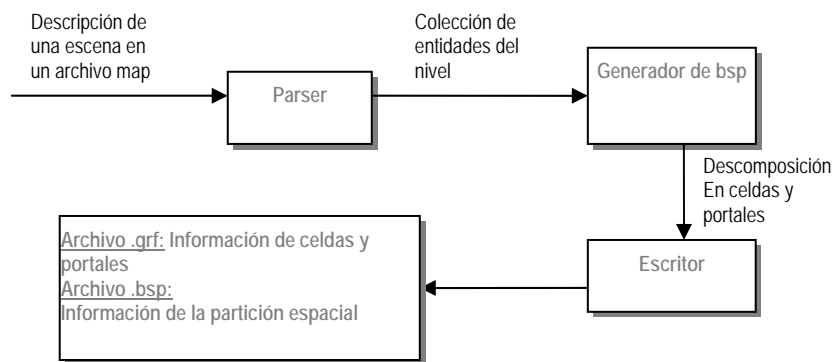 Descripción de
una escena en
un archivo map
Parser
Colección de
entidades del
nivel
Generador de bsp
Descomposición
En celdas y
portales
Escritor
Archivo .grf: Información de celdas y
portales
Archivo .bsp:
Información de la partición espacial